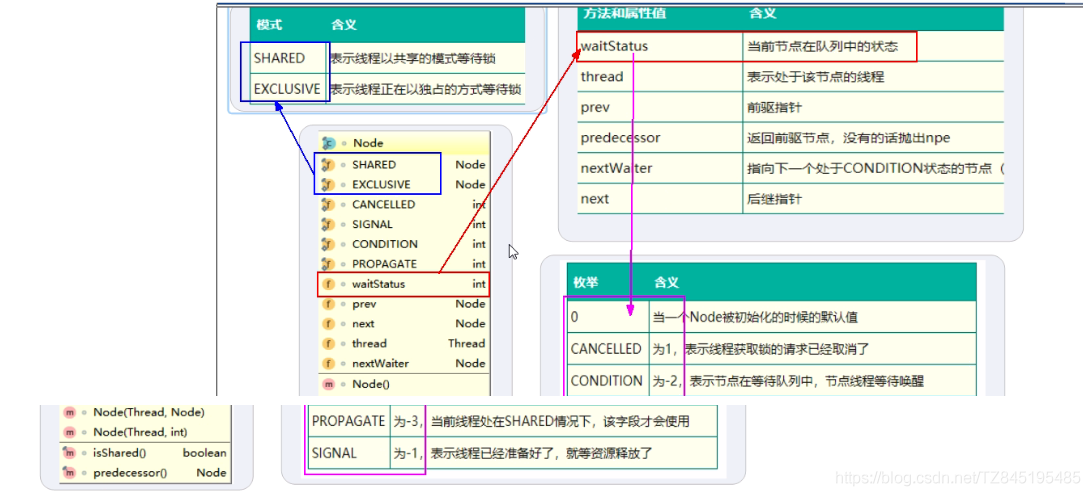 模式 含义
SHARED 表示线程以共享的模式等待锁
EXCLUSIVE 表示线程正在以独占的方式等待锁
方法和属性值 含义
waitStatus 当前节点在队列中的状态
thread 表示处于该节点的线程
prev 前驱指针
predecessor 返回前驱节点，没有的话抛出npe
nextWaiter 指向下一个处于CONDITION状态的节点（
next 后继指针
Node
SHARED Node
EXCLUSIVE Node
CANCELLED int
SIGNAL int
CONDITION int
PROPAGATE int
waitStatus int
prev Node
next Node
thread Thread
nextWaiter Node
Node()
枚举 含义
0 当一个Node被初始化的时候的默认值
CANCELLED 为1，表示线程获取锁的请求已经取消了
CONDITION 为-2，表示节点在等待队列中，节点线程等待唤醒
Node(Thread, Node)
Node(Thread, int)
isShared() boolean
predecessor() Node
PROPAGATE 为-3，当前线程处在SHARED情况下，该字段才会使用
SIGNAL 为-1，表示线程已经准备好了，就等资源释放了
https://blog.csdn.net/TZ845195485